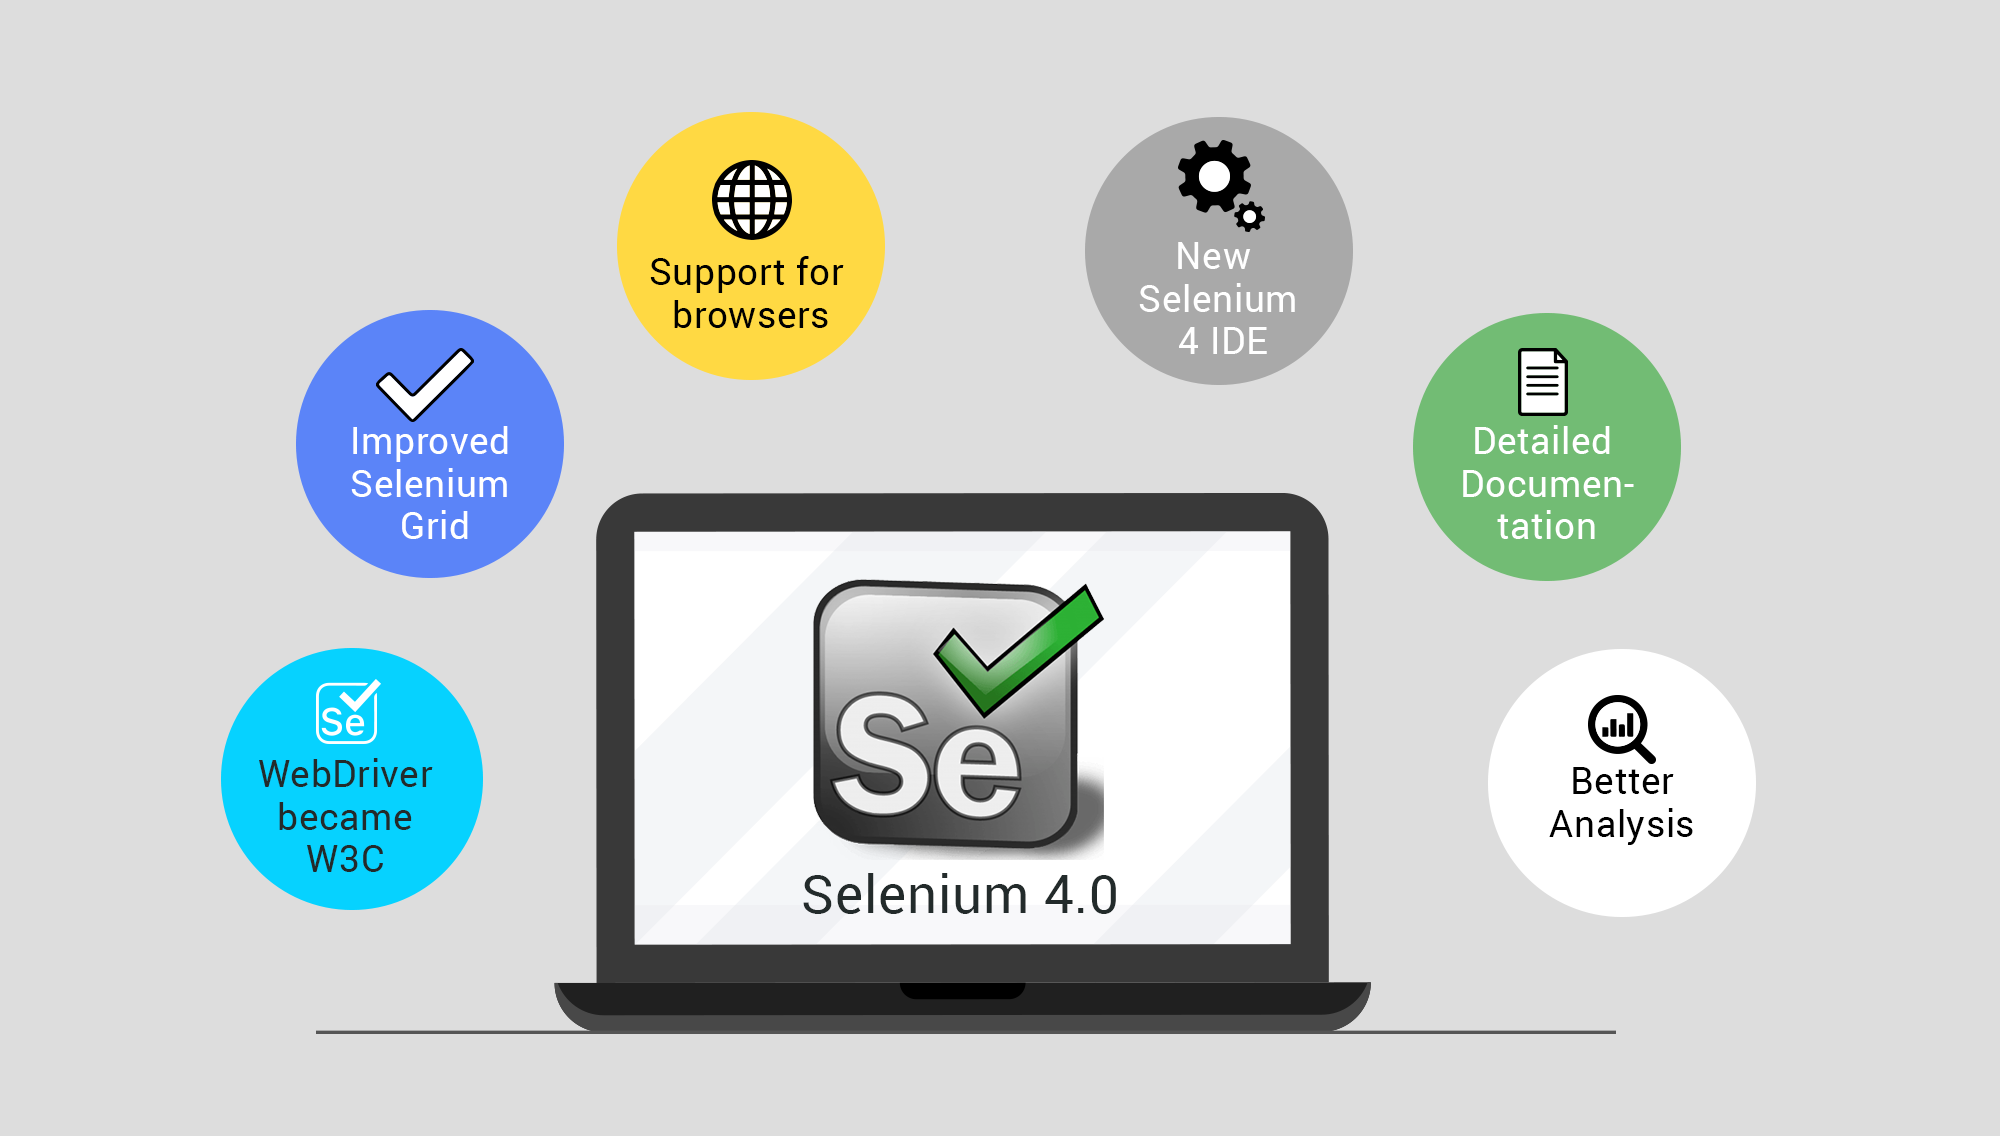 Support for
browsers
New
Selenium
4 IDE
Improved
Selenium
Grid
Detailed
Documen-
tation
WebDriver
became
W3C
Better
Analysis
Se
Se
Selenium 4.0